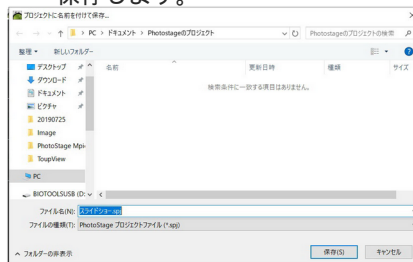 保存します。
プロジェクトに名前を付けて保存...
PC > ドキュメント > Photostageのプロジェクト
Photostageのプロジェクトの検索
整理 新しいフォルダー
名前 更新日時 種類 サイズ
検索条件に一致する項目はありません。
デスクトップ
ダウンロード
ドキュメント
ピクチャ
20190725
Image
PhotoStage
ToupView
PC
BIOTOOLSUSB (D:
ファイル名(N): スライドショー.spj
ファイルの種類(T): PhotoStage プロジェクトファイル (*.spj)
フォルダーの非表示
保存(S) キャンセル